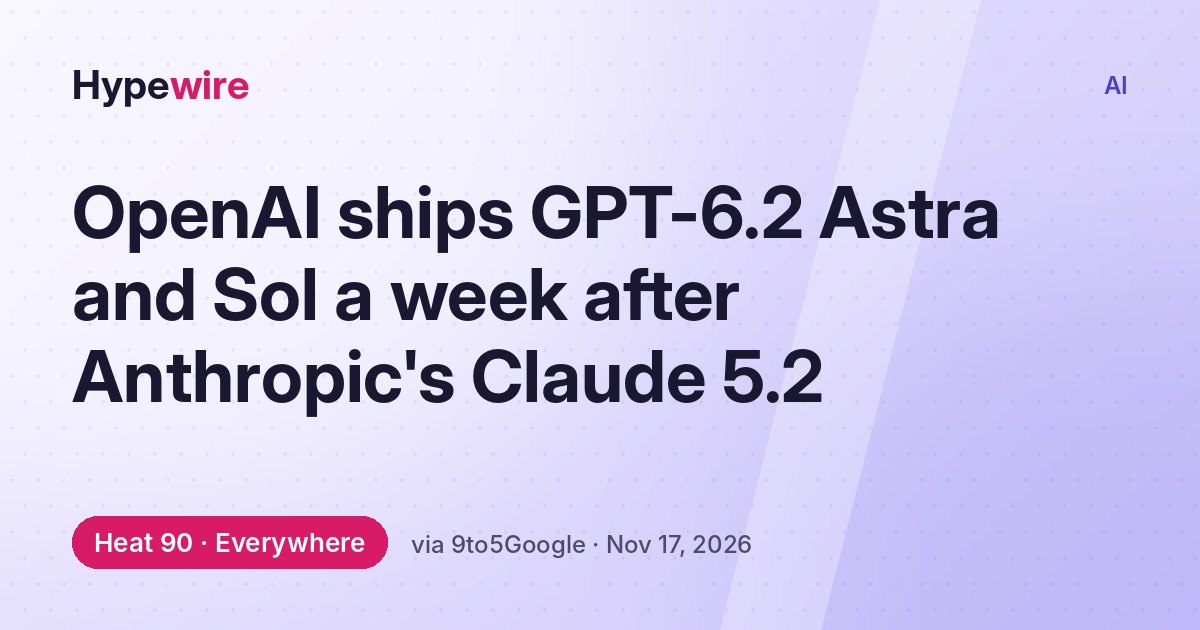 Hypewire
AI
OpenAI ships GPT-6.2 Astra
and Sol a week after
Anthropic's Claude 5.2
Heat 90 · Everywhere
via 9to5Google · Nov 17, 2026